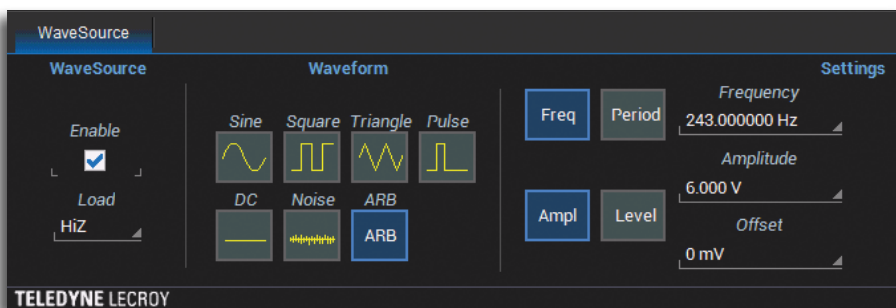 WaveSource
WaveSource Waveform Settings
Enable
Load
HiZ
Sine Square Triangle Pulse
DC Noise ARB
ARB
Freq Period
Frequency
243.000000 Hz
Ampl Level
Amplitude
6.000 V
Offset
0 mV
TELEDYNE LECROY